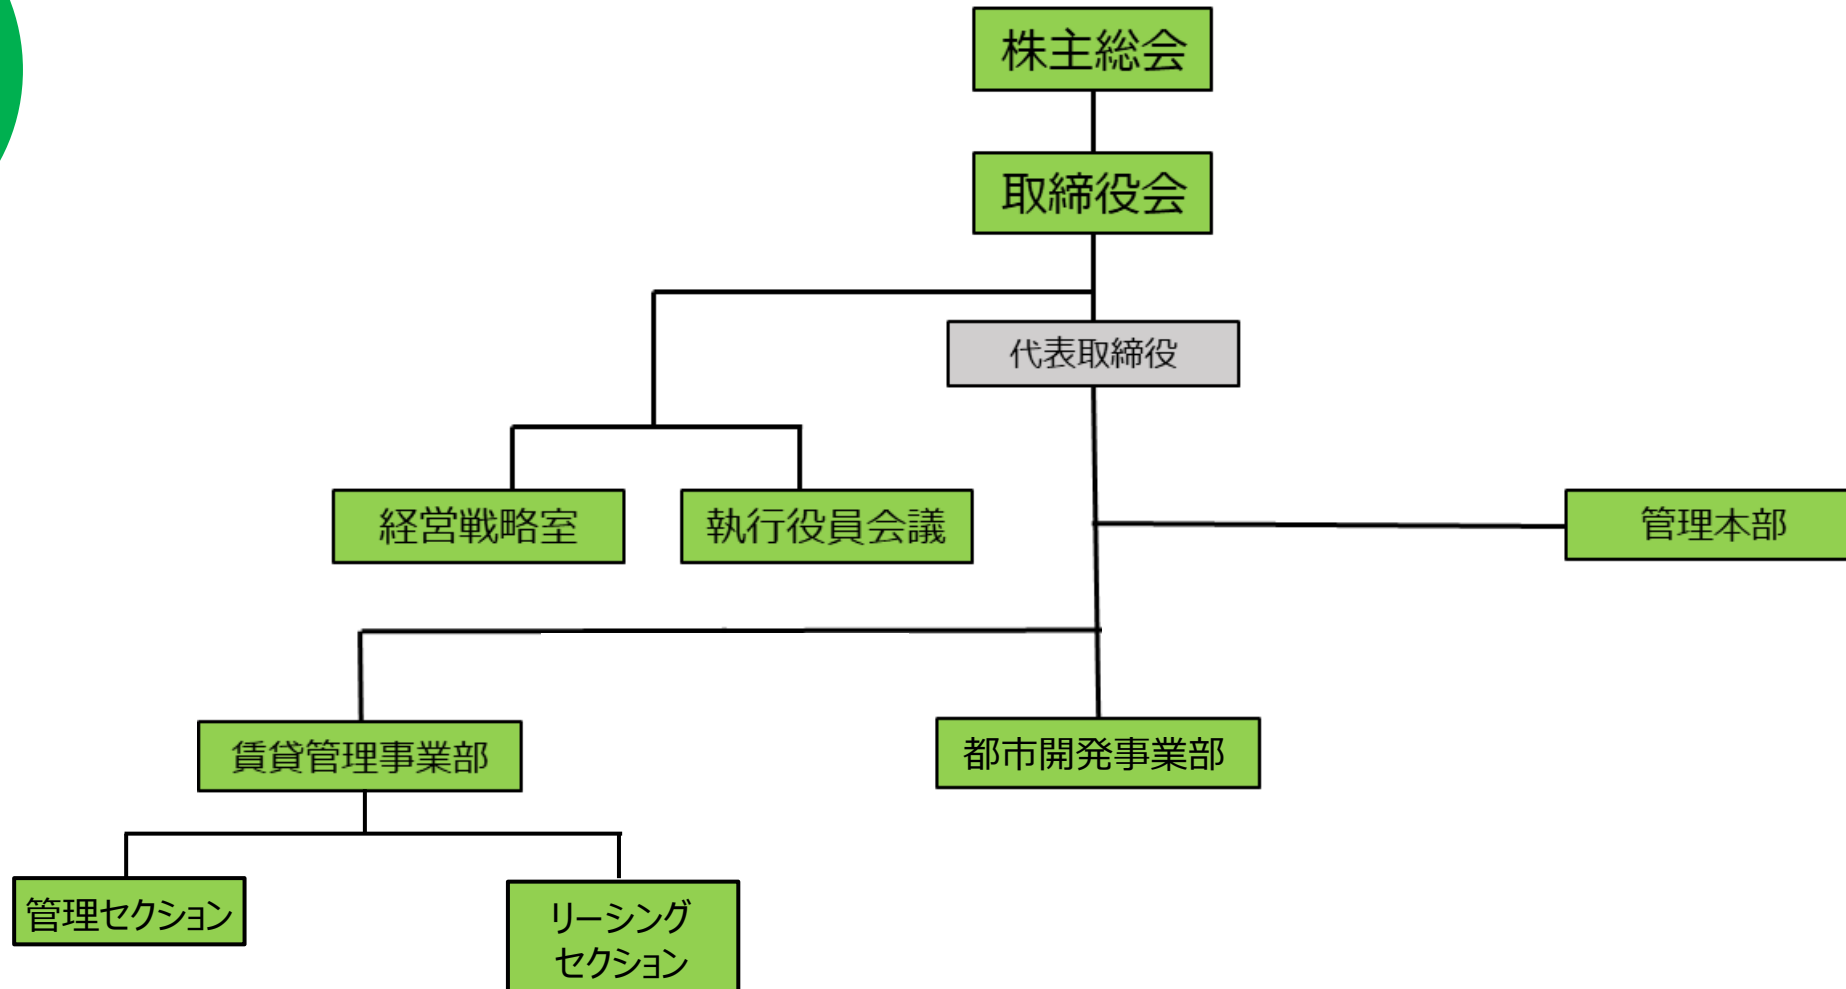 株主総会
取締役会
代表取締役
経営戦略室
執行役員会議
管理本部
賃貸管理事業部
都市開発事業部
管理セクション
リーシング
セクション